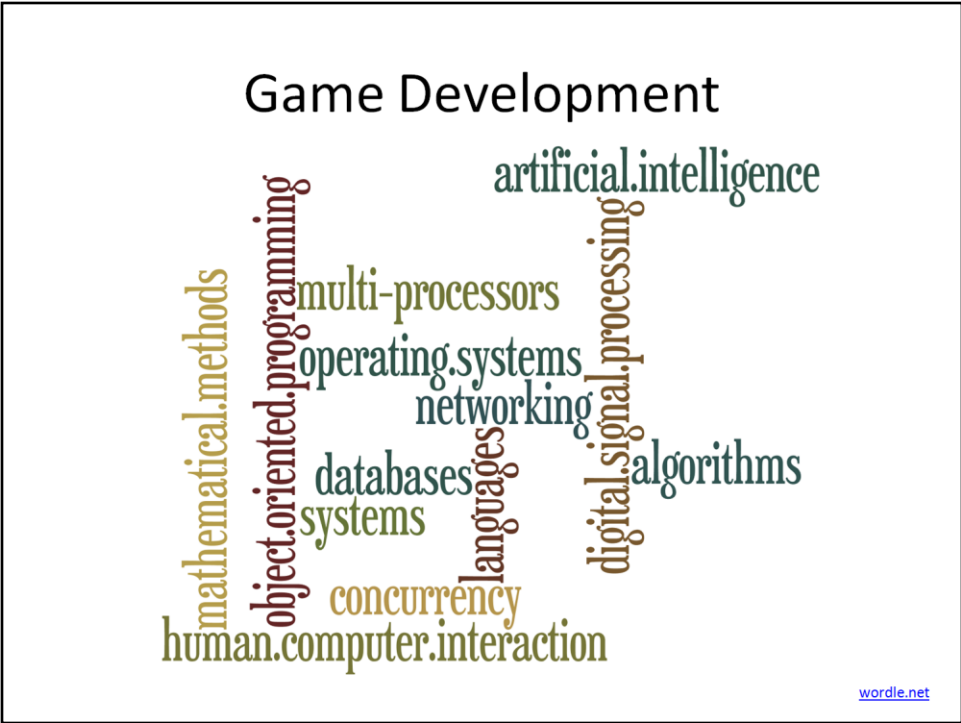 Game Development
artificial.intelligence
mathematical.methods
object.oriented.programming
multi-processors
operating.systems
networking
digital.signal.processing
databases
languages
algorithms
systems
concurrency
human.computer.interaction
wordle.net